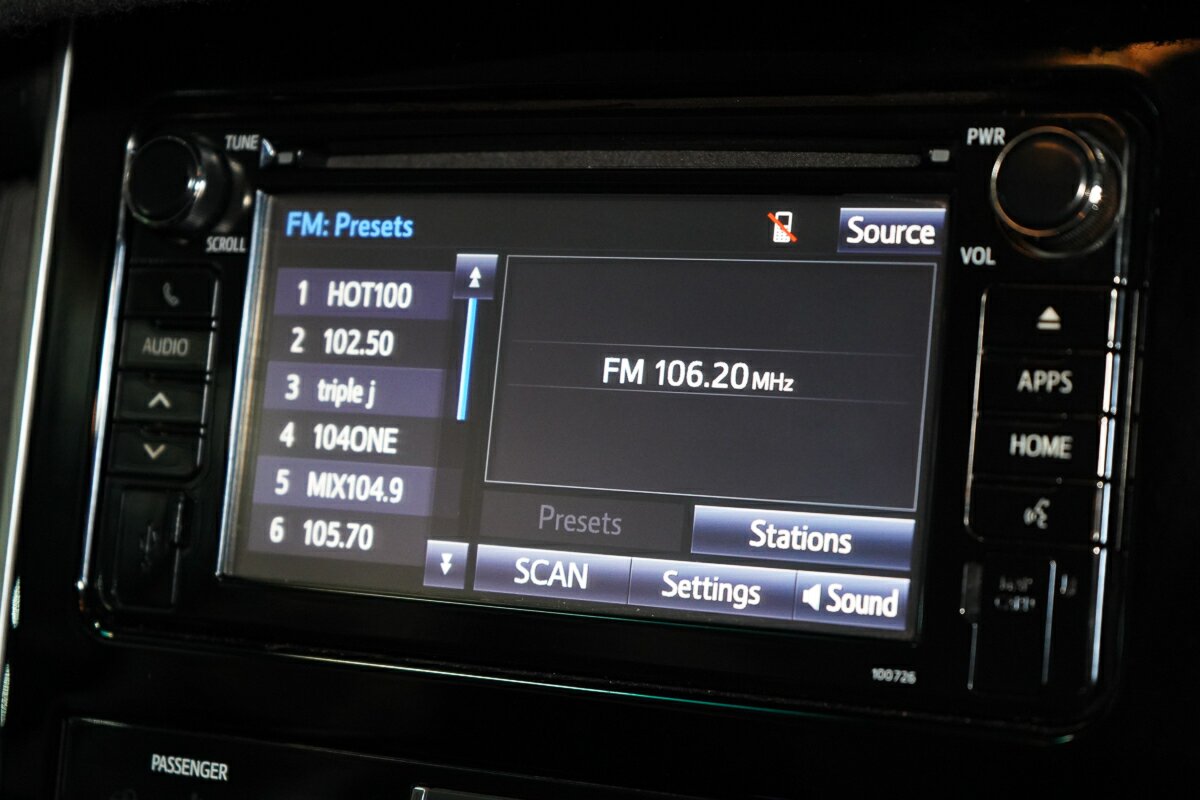 TUNE
SCROLL
AUDIO
FM: Presets
Source
1 HOT100
2 102.50
3 triple j
4 104ONE
5 MIX104.9
6 105.70
FM 106.20 MHz
Presets
Stations
SCAN
Settings
Sound
PWR
VOL
APPS
HOME
100726
PASSENGER